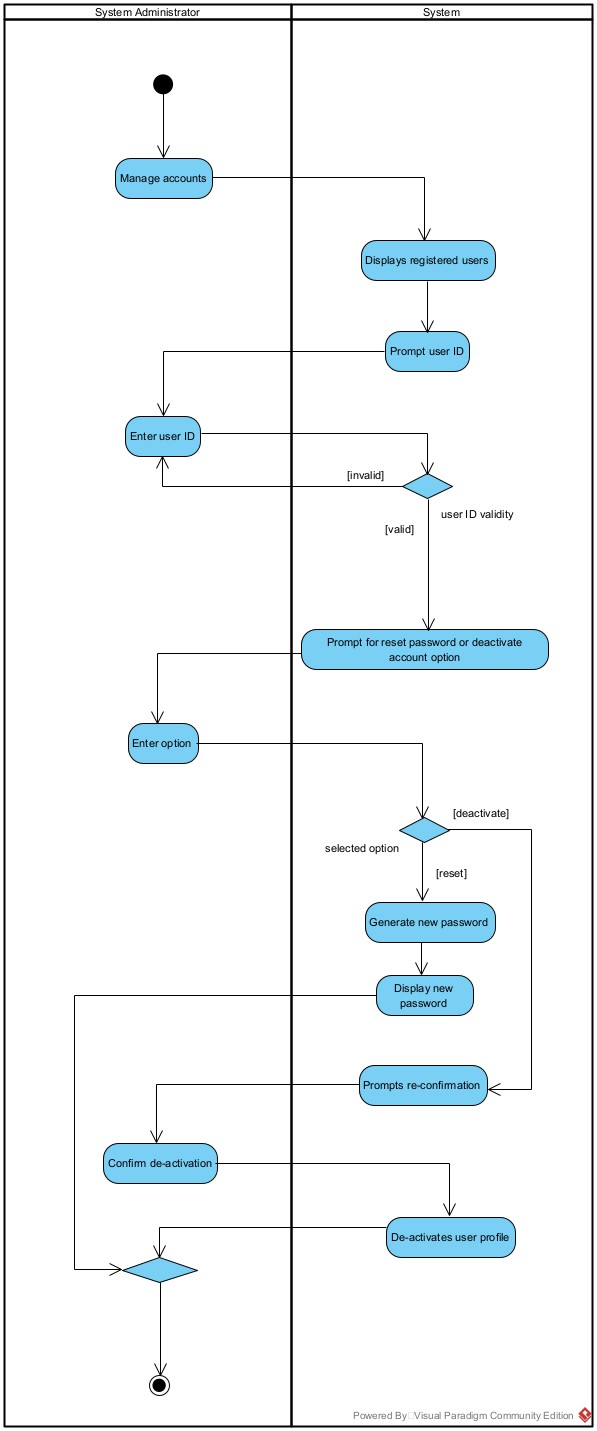 System Administrator
System
Manage accounts
Displays registered users
Prompt user ID
Enter user ID
[invalid]
user ID validity
[valid]
Prompt for reset password or deactivate
account option
Enter option
[deactivate]
selected option
[reset]
Generate new password
Display new
password
Prompts re-confirmation
Confirm de-activation
De-activates user profile
Powered By Visual Paradigm Community Edition